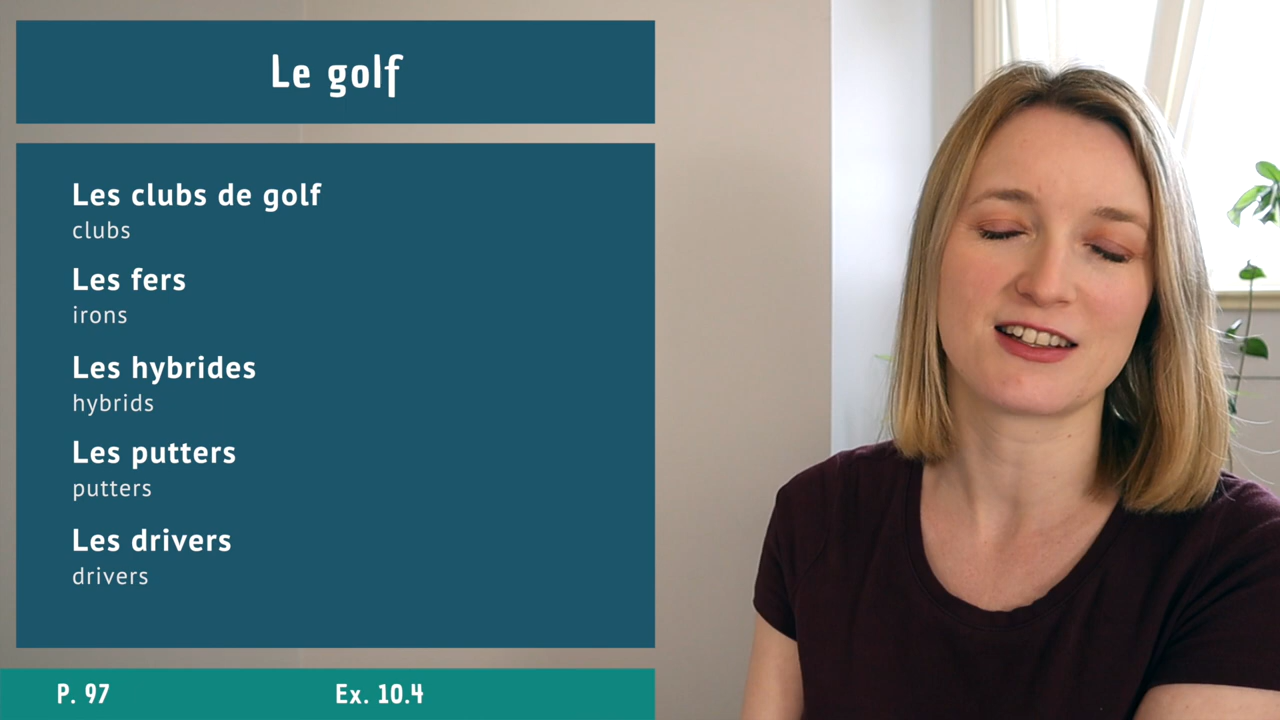 Le golf
Les clubs de golf
clubs
Les fers
irons
Les hybrides
hybrids
Les putters
putters
Les drivers
drivers
P. 97
Ex. 10.4